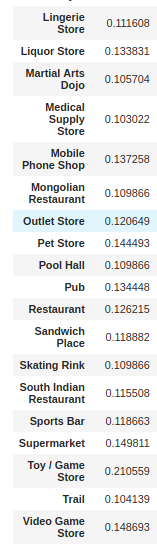 Lingerie
Store 0.111608
Liquor Store 0.133831
Martial Arts
Dojo 0.105704
Medical
Supply
Store 0.103022
Mobile
Phone Shop 0.137258
Mongolian
Restaurant 0.109866
Outlet Store 0.120649
Pet Store 0.144493
Pool Hall 0.109866
Pub 0.134448
Restaurant 0.126215
Sandwich
Place 0.118882
Skating Rink 0.109866
South Indian
Restaurant 0.115508
Sports Bar 0.118663
Supermarket 0.149811
Toy / Game
Store 0.210559
Trail 0.104139
Video Game
Store 0.148693